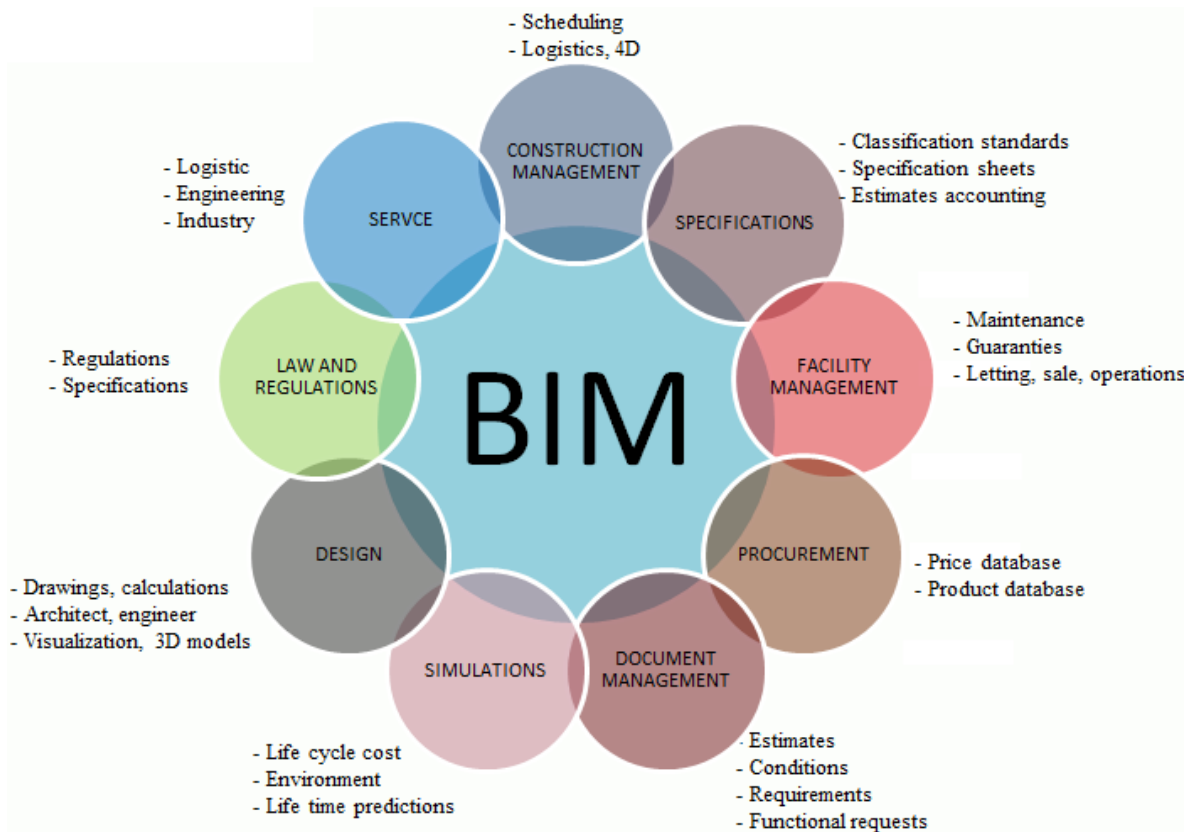 - Scheduling
- Logistics, 4D
CONSTRUCTION
MANAGEMENT
- Classification standards
- Specification sheets
- Estimates accounting
SPECIFICATIONS
- Maintenance
- Guaranties
- Letting, sale, operations
FACILITY
MANAGEMENT
PROCUREMENT
- Price database
- Product database
DOCUMENT
MANAGEMENT
- Estimates
- Conditions
- Requirements
- Functional requests
SIMULATIONS
- Life cycle cost
- Environment
- Life time predictions
DESIGN
- Drawings, calculations
- Architect, engineer
- Visualization, 3D models
LAW AND
REGULATIONS
- Regulations
- Specifications
SERVCE
- Logistic
- Engineering
- Industry
BIM